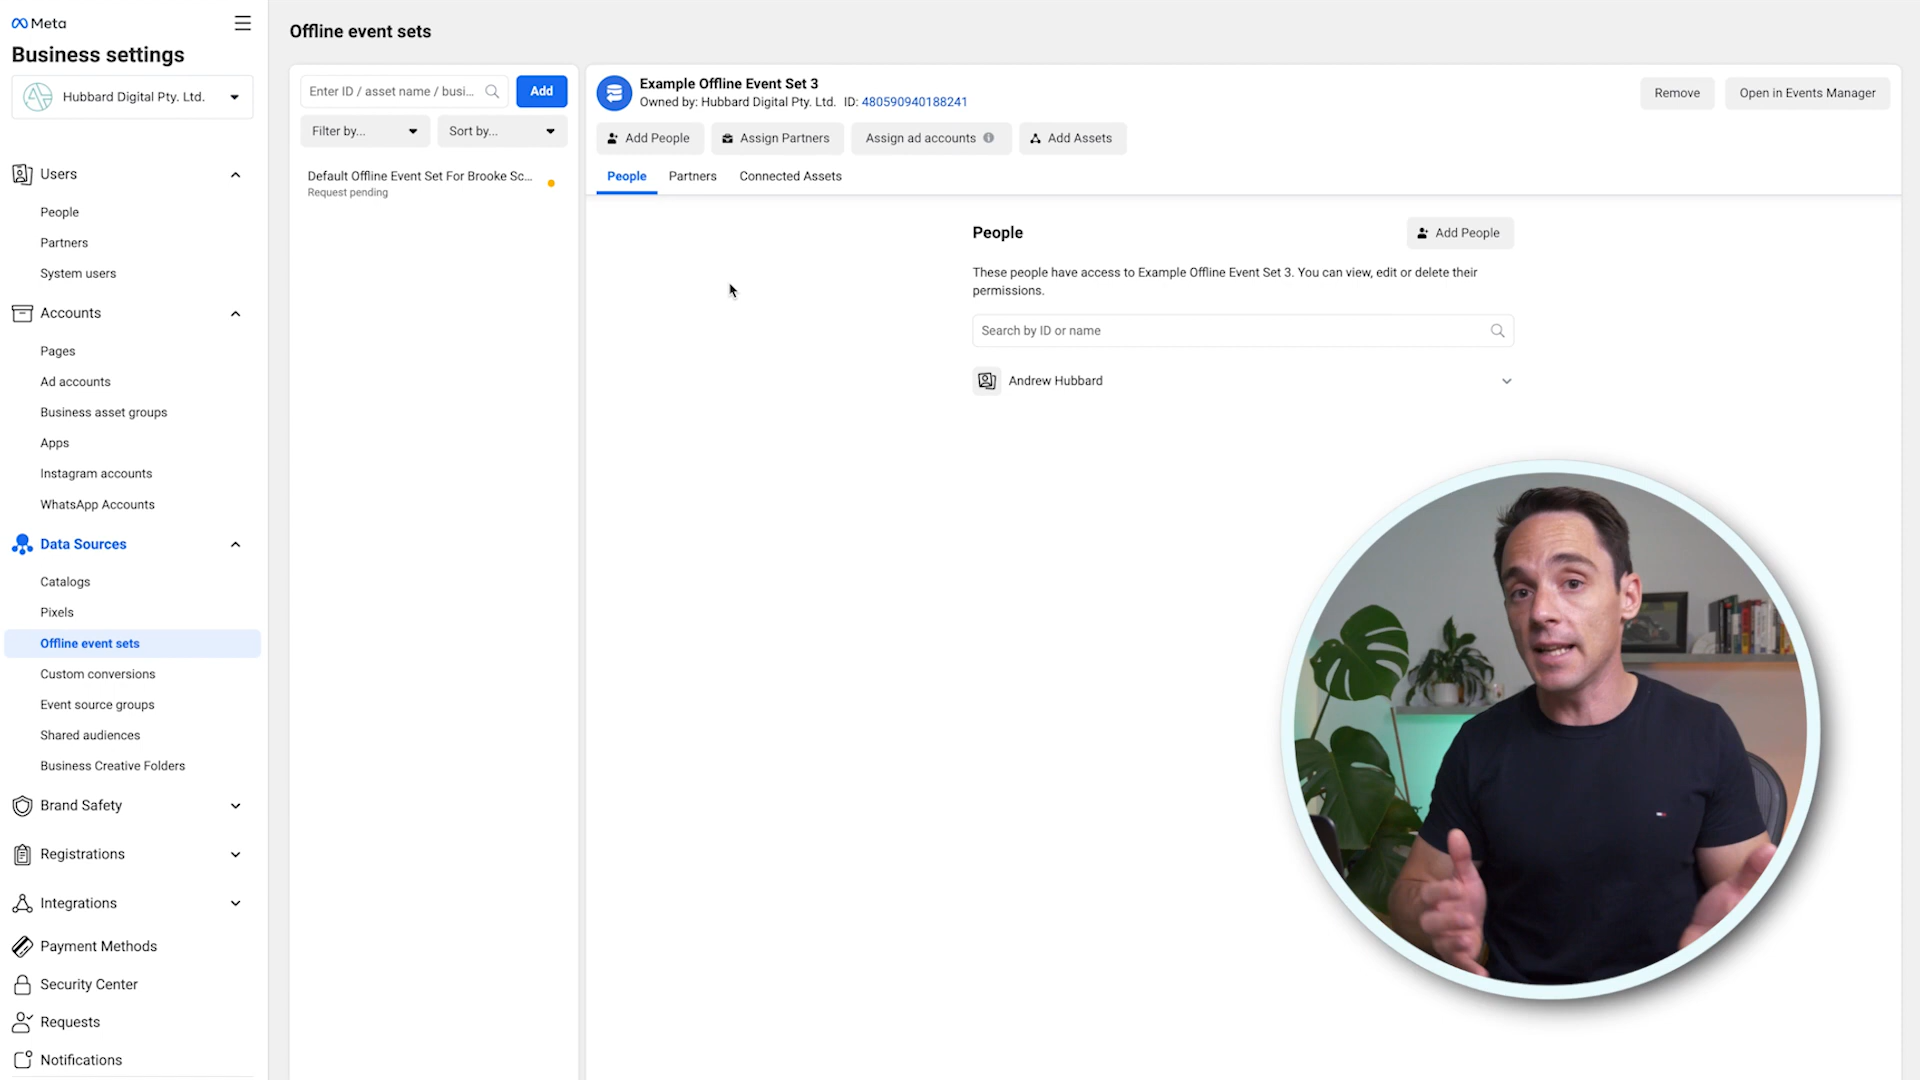 Meta
Business settings
Hubbard Digital Pty. Ltd.
Users
People
Partners
System users
Accounts
Pages
Ad accounts
Business asset groups
Apps
Instagram accounts
WhatsApp Accounts
Data Sources
Catalogs
Pixels
Offline event sets
Custom conversions
Event source groups
Shared audiences
Business Creative Folders
Brand Safety
Registrations
Integrations
Payment Methods
Security Center
Requests
Notifications
Offline event sets
Enter ID / asset name / busi...
Add
Filter by...
Sort by...
Default Offline Event Set For Brooke Sc...
Request pending
Example Offline Event Set 3
Owned by: Hubbard Digital Pty. Ltd. ID: 480590940188241
Remove
Open in Events Manager
Add People
Assign Partners
Assign ad accounts
Add Assets
People
Partners
Connected Assets
People
Add People
These people have access to Example Offline Event Set 3. You can view, edit or delete their
permissions.
Search by ID or name
Andrew Hubbard